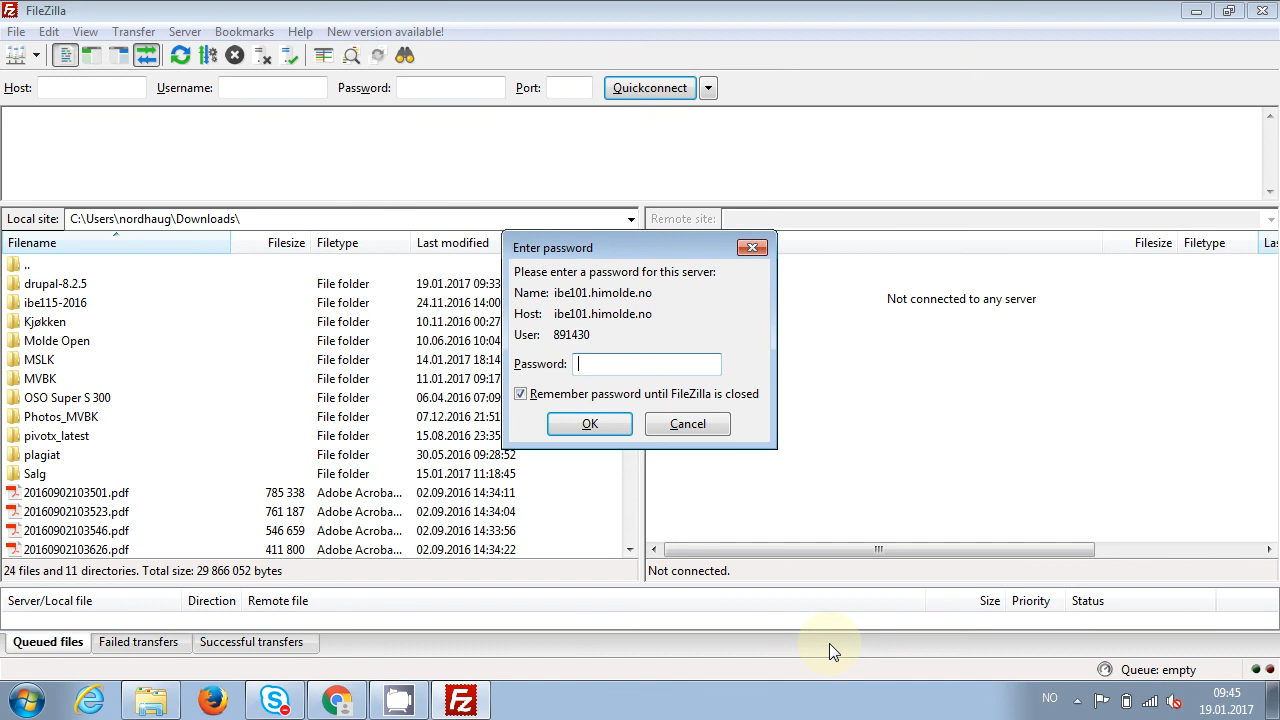 FileZilla
File Edit View Transfer Server Bookmarks Help New version available!
Host: Username: Password: Port: Quickconnect
Local site: C:\Users\nordhaug\Downloads\
Remote site:
Filename Filesize Filetype Last modified
Filesize Filetype Las
..
drupal-8.2.5 File folder 19.01.2017 09:33
ibe115-2016 File folder 24.11.2016 14:00
Kjøkken File folder 10.11.2016 00:27
Molde Open File folder 10.06.2016 10:04
MSLK File folder 14.01.2017 18:14
MVBK File folder 11.01.2017 09:17
OSO Super S 300 File folder 06.04.2016 07:09
Photos_MVBK File folder 07.12.2016 21:51
pivotx_latest File folder 15.08.2016 23:35
plagiat File folder 30.05.2016 09:28:52
Salg File folder 15.01.2017 11:18:45
20160902103501.pdf 785 338 Adobe Acroba... 02.09.2016 14:34:11
20160902103523.pdf 761 187 Adobe Acroba... 02.09.2016 14:34:04
20160902103546.pdf 546 659 Adobe Acroba... 02.09.2016 14:33:56
20160902103626.pdf 411 800 Adobe Acroba... 02.09.2016 14:34:22
24 files and 11 directories. Total size: 29 866 052 bytes
Not connected to any server
Not connected.
Enter password
Please enter a password for this server:
Name: ibe101.himolde.no
Host: ibe101.himolde.no
User: 891430
Password:
Remember password until FileZilla is closed
OK Cancel
Server/Local file Direction Remote file Size Priority Status
Queued files Failed transfers Successful transfers
Queue: empty
NO 09:45
19.01.2017